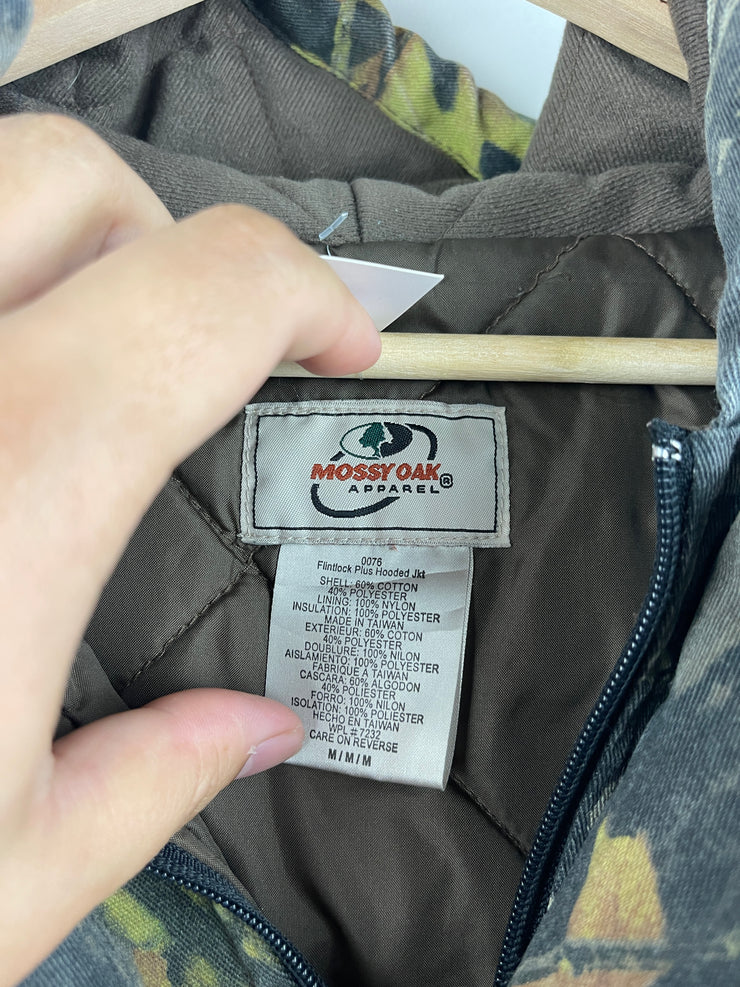 MOSSY OAK®
APPAREL
0076
Flintlock Plus Hooded Jkt
SHELL: 60% COTTON
40% POLYESTER
LINING: 100% NYLON
INSULATION: 100% POLYESTER
MADE IN TAIWAN
EXTERIEUR: 60% COTON
40% POLYESTER
DOUBLURE: 100% NILON
AISLAMIENTO: 100% POLYESTER
FABRIQUE A TAIWAN
CASCARA: 60% ALGODON
40% POLIESTER
FORRO: 100% NILON
ISOLATION: 100% POLIESTER
HECHO EN TAIWAN
WPL # 7232
CARE ON REVERSE
M / M / M